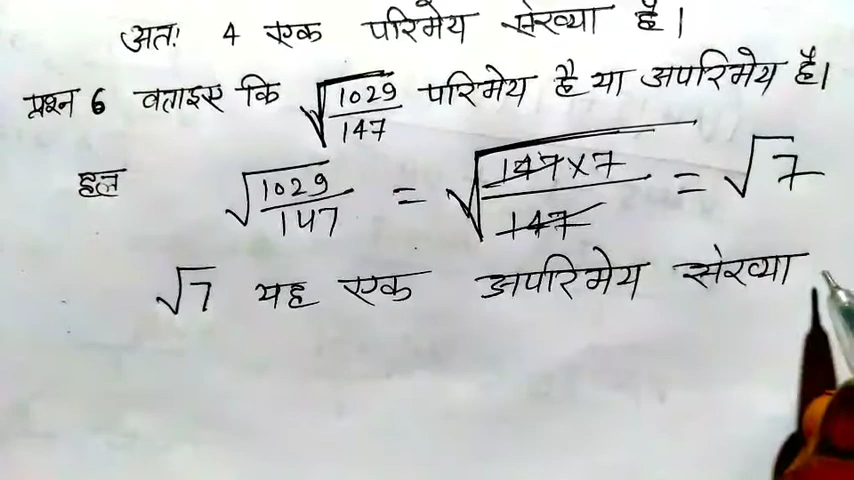 अतः 4 एक परिमेय संख्या है।
प्रश्न 6 बताइए कि √(1029/147) परिमेय है या अपरिमेय है।
हल √(1029/147) = √(147×7/147) = √7
√7 यह एक अपरिमेय संख्या